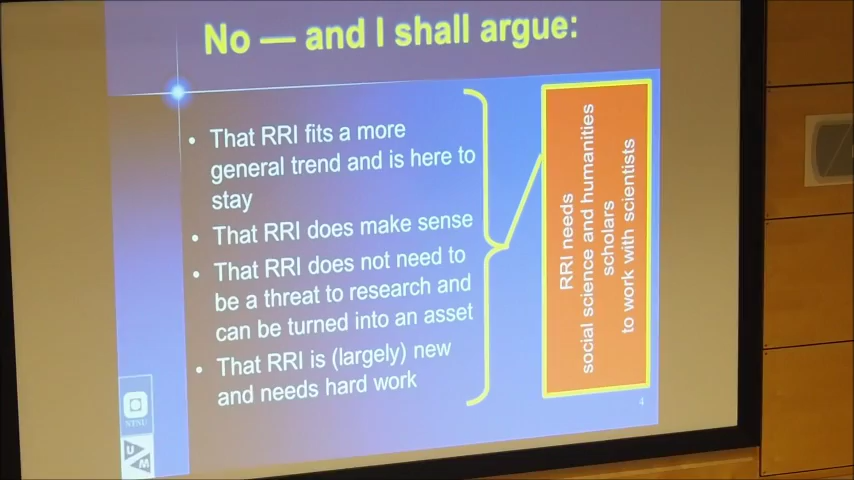 No — and I shall argue:
• That RRI fits a more
general trend and is here to
stay
• That RRI does make sense
• That RRI does not need to
be a threat to research and
can be turned into an asset
• That RRI is (largely) new
and needs hard work
RRI needs
social science and humanities
scholars
to work with scientists
4
NTNU
U
M